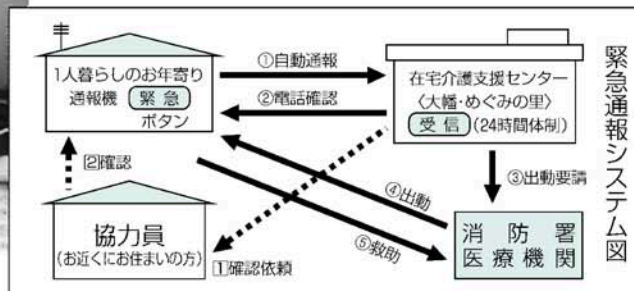 緊急通報システム図
1人暮らしのお年寄り
通報機 緊急
ボタン
①自動通報
②電話確認
在宅介護支援センター
〈大幡・めぐみの里〉
受信(24時間体制)
③出動要請
④出動
⑤救助
消防署
医療機関
協力員
(お近くにお住まいの方)
1確認依頼
2確認